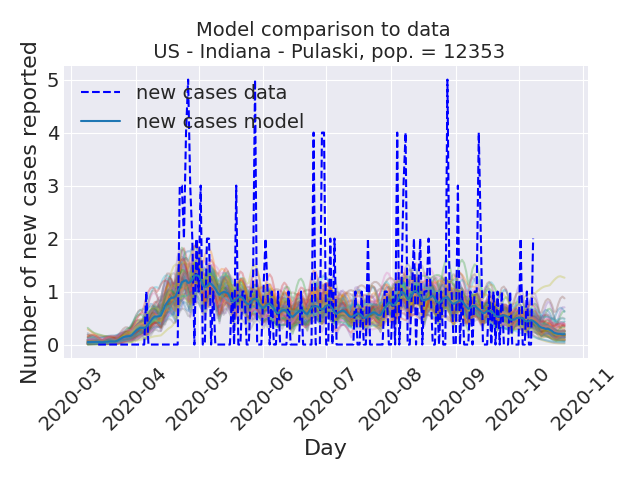 Model comparison to data
US - Indiana - Pulaski, pop. = 12353
Number of new cases reported
5
4
3
2
1
0
new cases data
new cases model
2020-03
2020-04
2020-05
2020-06
2020-07
2020-08
2020-09
2020-10
2020-11
Day